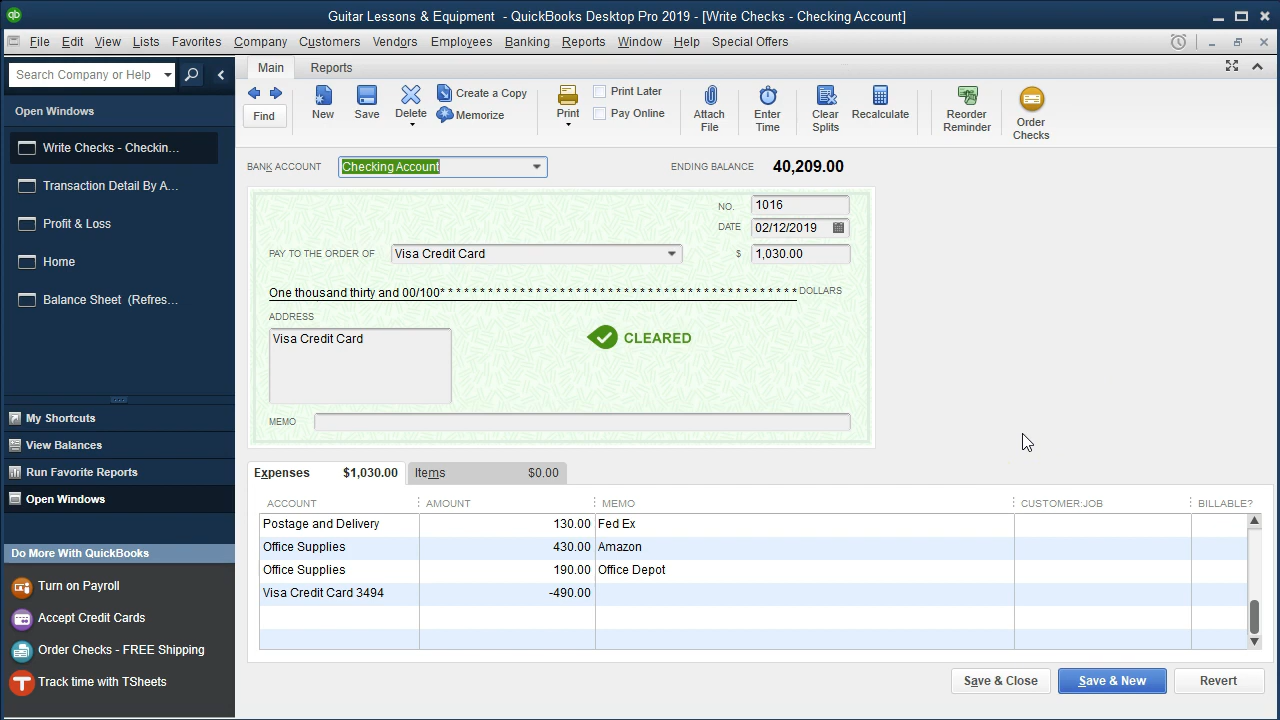 Guitar Lessons & Equipment - QuickBooks Desktop Pro 2019 - [Write Checks - Checking Account]
File Edit View Lists Favorites Company Customers Vendors Employees Banking Reports Window Help Special Offers
Search Company or Help
Open Windows
Write Checks - Checkin...
Transaction Detail By A...
Profit & Loss
Home
Balance Sheet (Refres...
My Shortcuts
View Balances
Run Favorite Reports
Open Windows
Do More With QuickBooks
Turn on Payroll
Accept Credit Cards
Order Checks - FREE Shipping
Track time with TSheets
Main Reports
Find
New
Save
Delete
Create a Copy
Memorize
Print
Print Later
Pay Online
Attach
File
Enter
Time
Clear
Splits
Recalculate
Reorder
Reminder
Order
Checks
BANK ACCOUNT Checking Account ENDING BALANCE 40,209.00
NO. 1016
DATE 02/12/2019
PAY TO THE ORDER OF Visa Credit Card $ 1,030.00
One thousand thirty and 00/100* * * * * * * * * * * * * * * * * * * * * * * * * * * * * * * * * * * * * * * * * * * * * DOLLARS
ADDRESS
Visa Credit Card
CLEARED
MEMO
Expenses $1,030.00 Items $0.00
ACCOUNT AMOUNT MEMO CUSTOMER:JOB BILLABLE?
Postage and Delivery 130.00 Fed Ex
Office Supplies 430.00 Amazon
Office Supplies 190.00 Office Depot
Visa Credit Card 3494 -490.00
Save & Close Save & New Revert